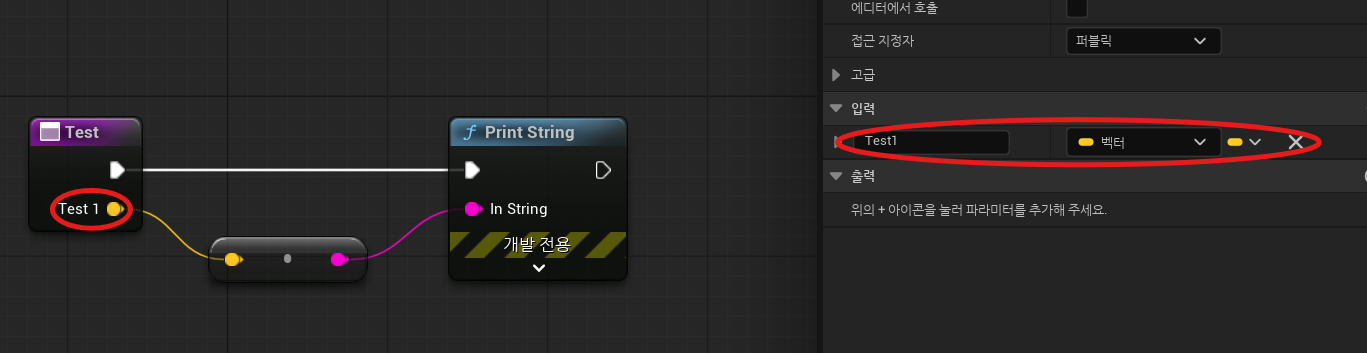 Test
Test 1
Print String
In String
개발 전용
에디터에서 호출
접근 지정자
퍼블릭
고급
입력
Test1
벡터
출력
위의 + 아이콘을 눌러 파라미터를 추가해 주세요.